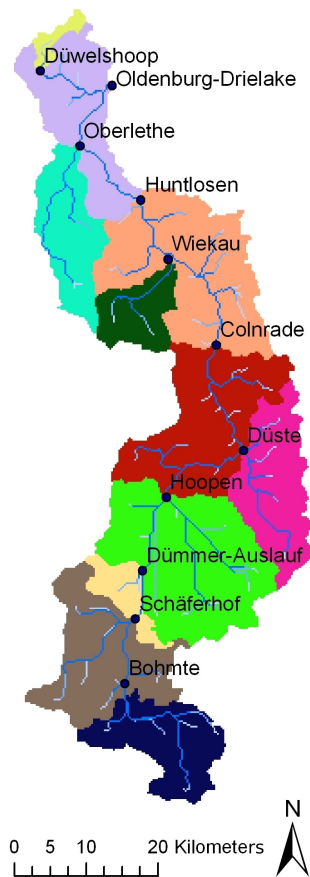 Düwelshoop
Oldenburg-Drielake
Oberlethe
Huntlosen
Wiekau
Colnrade
Düste
Hoopen
Dümmer-Auslauf
Schäferhof
Bohmte
N
0 5 10 20 Kilometers